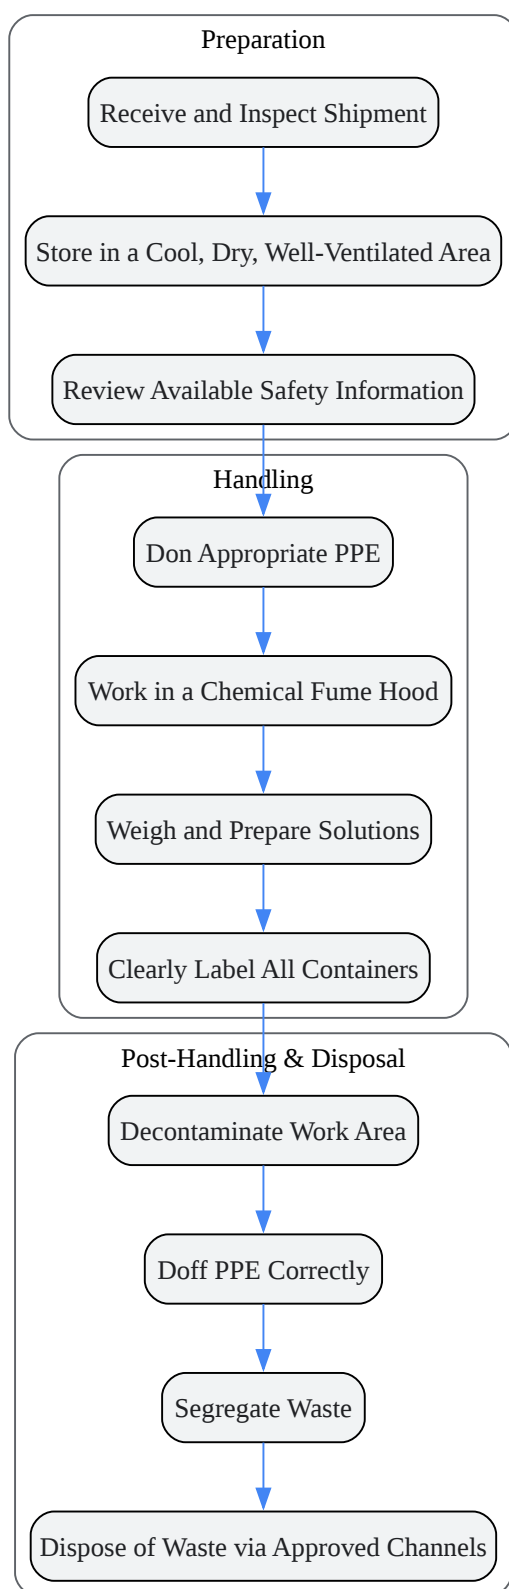 Preparation
Receive and Inspect Shipment
Store in a Cool, Dry, Well-Ventilated Area
Review Available Safety Information
Handling
Don Appropriate PPE
Work in a Chemical Fume Hood
Weigh and Prepare Solutions
Clearly Label All Containers
Post-Handling & Disposal
Decontaminate Work Area
Doff PPE Correctly
Segregate Waste
Dispose of Waste via Approved Channels